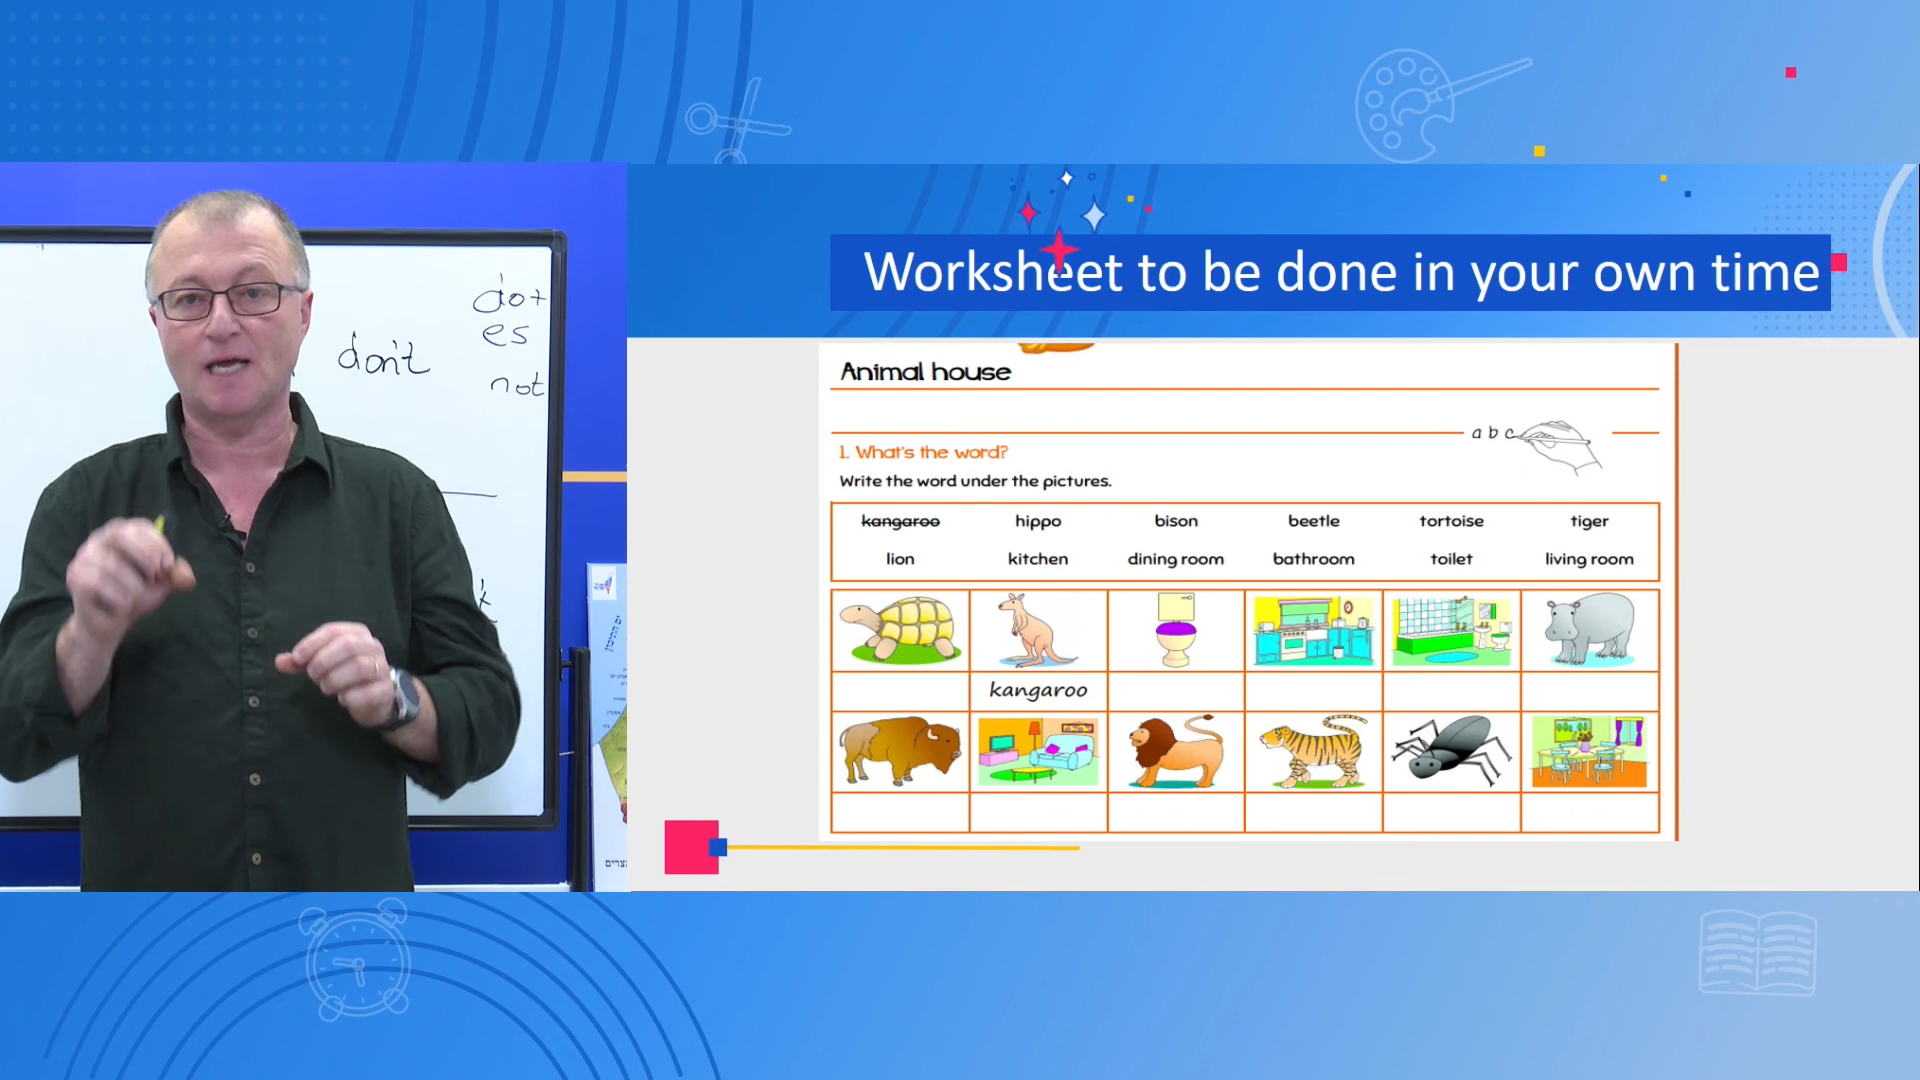 do+
es
don't
not
Worksheet to be done in your own time
Animal house
a b c
1. What's the word?
Write the word under the pictures.
kangaroo hippo bison beetle tortoise tiger
lion kitchen dining room bathroom toilet living room
kangaroo